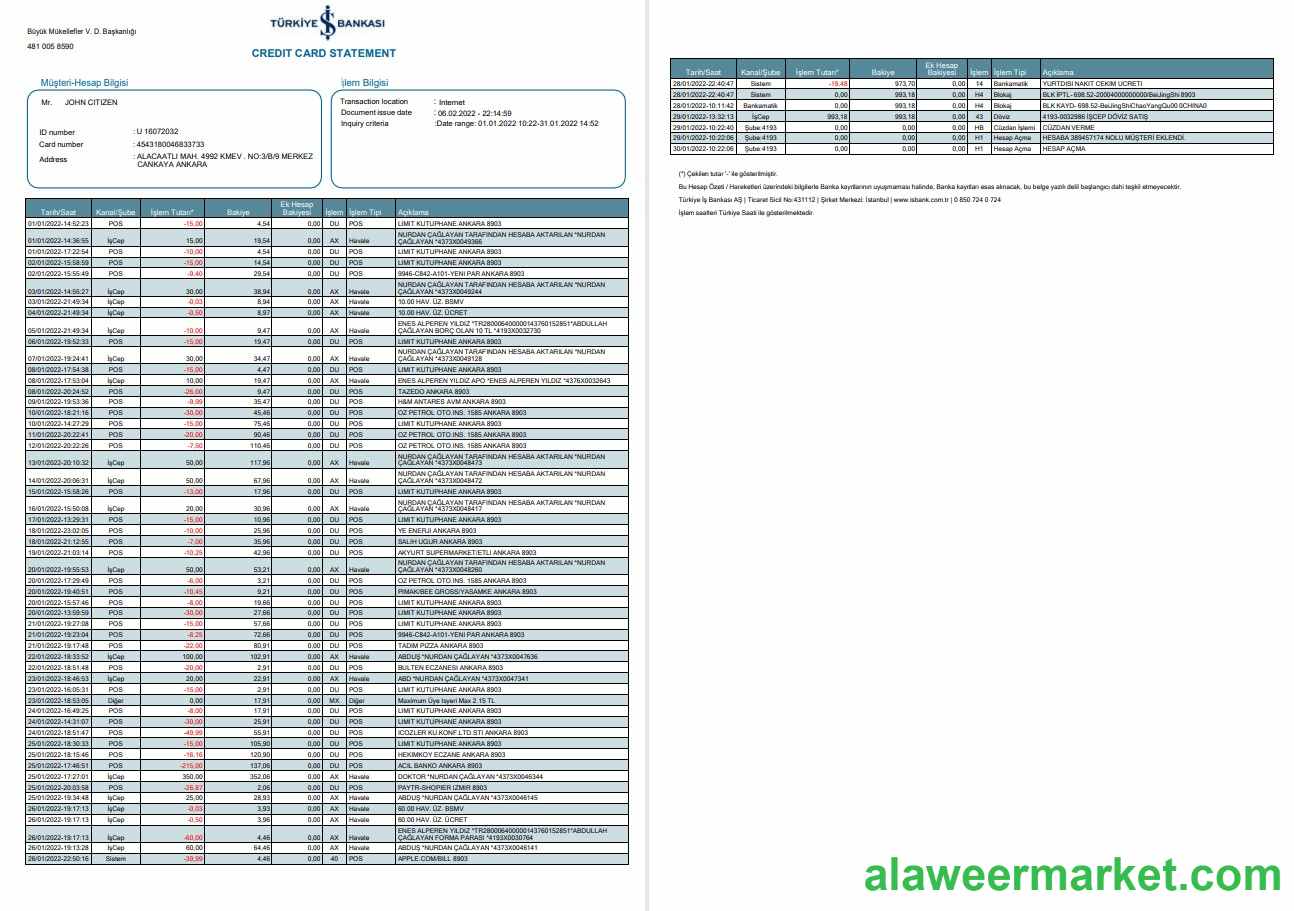 Büyük Mükellefler V. D. Başkanlığı
481 005 8590
TÜRKİYE İŞ BANKASI
CREDIT CARD STATEMENT
Müşteri-Hesap Bilgisi
Mr. JOHN CITIZEN
ID number : U 16072032
Card number : 4543180046833733
Address : ALACAATLI MAH. 4992 KMEV . NO:3/B/9 MERKEZ
CANKAYA ANKARA
İşlem Bilgisi
Transaction location : Internet
Document issue date : 06.02.2022 - 22:14:59
Inquiry criteria :Date range: 01.01.2022 10:22-31.01.2022 14:52
Tarih/Saat Kanal/Şube İşlem Tutarı* Bakiye Ek Hesap Bakiyesi İşlem İşlem Tipi Açıklama
01/01/2022-14:52:23 POS -15,00 4,54 0,00 DU POS LIMIT KUTUPHANE ANKARA 8903
01/01/2022-14:36:55 İşCep 15,00 19,54 0,00 AX Havale NURDAN ÇAĞLAYAN TARAFINDAN HESABA AKTARILAN *NURDAN
ÇAĞLAYAN *4373X0049366
01/01/2022-17:22:54 POS -10,00 4,54 0,00 DU POS LIMIT KUTUPHANE ANKARA 8903
02/01/2022-15:58:59 POS -15,00 14,54 0,00 DU POS LIMIT KUTUPHANE ANKARA 8903
02/01/2022-15:55:49 POS -9,40 29,54 0,00 DU POS 9946-C842-A101-YENI PAR ANKARA 8903
03/01/2022-14:55:27 İşCep 30,00 38,94 0,00 AX Havale NURDAN ÇAĞLAYAN TARAFINDAN HESABA AKTARILAN *NURDAN
ÇAĞLAYAN *4373X0049244
03/01/2022-21:49:34 İşCep -0,03 8,94 0,00 AX Havale 10.00 HAV. ÜZ. BSMV
04/01/2022-21:49:34 İşCep -0,50 8,97 0,00 AX Havale 10.00 HAV. ÜZ. ÜCRET
05/01/2022-21:49:34 İşCep -10,00 9,47 0,00 AX Havale ENES ALPEREN YILDIZ *TR280006400000143760152851*ABDULLAH
ÇAĞLAYAN BORÇ OLAN 10 TL *4193X0032730
06/01/2022-19:52:33 POS -15,00 19,47 0,00 DU POS LIMIT KUTUPHANE ANKARA 8903
07/01/2022-19:24:41 İşCep 30,00 34,47 0,00 AX Havale NURDAN ÇAĞLAYAN TARAFINDAN HESABA AKTARILAN *NURDAN
ÇAĞLAYAN *4373X0049128
08/01/2022-17:54:38 POS -15,00 4,47 0,00 DU POS LIMIT KUTUPHANE ANKARA 8903
08/01/2022-17:53:04 İşCep 10,00 19,47 0,00 AX Havale ENES ALPEREN YILDIZ APO *ENES ALPEREN YILDIZ *4376X0032643
08/01/2022-20:24:52 POS -26,00 9,47 0,00 DU POS TAZEDO ANKARA 8903
09/01/2022-19:53:36 POS -9,99 35,47 0,00 DU POS H&M ANTARES AVM ANKARA 8903
10/01/2022-18:21:16 POS -30,00 45,46 0,00 DU POS OZ PETROL OTO.INS. 1585 ANKARA 8903
10/01/2022-14:27:29 POS -15,00 75,46 0,00 DU POS LIMIT KUTUPHANE ANKARA 8903
11/01/2022-20:22:41 POS -20,00 90,46 0,00 DU POS OZ PETROL OTO.INS. 1585 ANKARA 8903
12/01/2022-20:22:26 POS -7,50 110,46 0,00 DU POS OZ PETROL OTO.INS. 1585 ANKARA 8903
13/01/2022-20:10:32 İşCep 50,00 117,96 0,00 AX Havale NURDAN ÇAĞLAYAN TARAFINDAN HESABA AKTARILAN *NURDAN
ÇAĞLAYAN *4373X0048473
14/01/2022-20:06:31 İşCep 50,00 67,96 0,00 AX Havale NURDAN ÇAĞLAYAN TARAFINDAN HESABA AKTARILAN *NURDAN
ÇAĞLAYAN *4373X0048472
15/01/2022-15:58:26 POS -13,00 17,96 0,00 DU POS LIMIT KUTUPHANE ANKARA 8903
16/01/2022-15:50:08 İşCep 20,00 30,96 0,00 AX Havale NURDAN ÇAĞLAYAN TARAFINDAN HESABA AKTARILAN *NURDAN
ÇAĞLAYAN *4373X0048417
17/01/2022-13:29:31 POS -15,00 10,96 0,00 DU POS LIMIT KUTUPHANE ANKARA 8903
18/01/2022-23:02:05 POS -10,00 25,96 0,00 DU POS YE ENERJI ANKARA 8903
18/01/2022-21:12:55 POS -7,00 35,96 0,00 DU POS SALIH UGUR ANKARA 8903
19/01/2022-21:03:14 POS -10,25 42,96 0,00 DU POS AKYURT SUPERMARKET/ETLI ANKARA 8903
20/01/2022-19:55:53 İşCep 50,00 53,21 0,00 AX Havale NURDAN ÇAĞLAYAN TARAFINDAN HESABA AKTARILAN *NURDAN
ÇAĞLAYAN *4373X0048260
20/01/2022-17:29:49 POS -6,00 3,21 0,00 DU POS OZ PETROL OTO.INS. 1585 ANKARA 8903
20/01/2022-19:40:51 POS -10,45 9,21 0,00 DU POS PIMAK/BEE GROSS/YASAMKE ANKARA 8903
20/01/2022-15:57:46 POS -8,00 19,66 0,00 DU POS LIMIT KUTUPHANE ANKARA 8903
20/01/2022-13:59:59 POS -30,00 27,66 0,00 DU POS LIMIT KUTUPHANE ANKARA 8903
21/01/2022-19:27:08 POS -15,00 57,66 0,00 DU POS LIMIT KUTUPHANE ANKARA 8903
21/01/2022-19:23:04 POS -8,25 72,66 0,00 DU POS 9946-C842-A101-YENI PAR ANKARA 8903
21/01/2022-19:17:48 POS -22,00 80,91 0,00 DU POS TADIM PIZZA ANKARA 8903
22/01/2022-18:33:52 İşCep 100,00 102,91 0,00 AX Havale ABDUŞ *NURDAN ÇAĞLAYAN *4373X0047636
22/01/2022-18:51:48 POS -20,00 2,91 0,00 DU POS BULTEN ECZANESI ANKARA 8903
23/01/2022-18:46:53 İşCep 20,00 22,91 0,00 AX Havale ABD *NURDAN ÇAĞLAYAN *4373X0047341
23/01/2022-16:05:31 POS -15,00 2,91 0,00 DU POS LIMIT KUTUPHANE ANKARA 8903
23/01/2022-18:53:05 Diğer 0,00 17,91 0,00 MX Diğer Maximum Üye Isyeri Max 2.15 TL
24/01/2022-16:49:25 POS -8,00 17,91 0,00 DU POS LIMIT KUTUPHANE ANKARA 8903
24/01/2022-14:31:07 POS -30,00 25,91 0,00 DU POS LIMIT KUTUPHANE ANKARA 8903
24/01/2022-18:51:47 POS -49,99 55,91 0,00 DU POS ICOZLER KU.KONF.LTD.STI ANKARA 8903
25/01/2022-18:30:33 POS -15,00 105,90 0,00 DU POS LIMIT KUTUPHANE ANKARA 8903
25/01/2022-18:15:46 POS -16,16 120,90 0,00 DU POS HEKIMKOY ECZANE ANKARA 8903
25/01/2022-17:46:51 POS -215,00 137,06 0,00 DU POS ACIL BANKO ANKARA 8903
25/01/2022-17:27:01 İşCep 350,00 352,06 0,00 AX Havale DOKTOR *NURDAN ÇAĞLAYAN *4373X0046344
25/01/2022-20:03:58 POS -26,87 2,06 0,00 DU POS PAYTR-SHOPIER IZMIR 8903
25/01/2022-19:34:48 İşCep 25,00 28,93 0,00 AX Havale ABDUŞ *NURDAN ÇAĞLAYAN *4373X0046145
26/01/2022-19:17:13 İşCep -0,03 3,93 0,00 AX Havale 60.00 HAV. ÜZ. BSMV
26/01/2022-19:17:13 İşCep -0,50 3,96 0,00 AX Havale 60.00 HAV. ÜZ. ÜCRET
26/01/2022-19:17:13 İşCep -60,00 4,46 0,00 AX Havale ENES ALPEREN YILDIZ *TR280006400000143760152851*ABDULLAH
ÇAĞLAYAN FORMA PARASI *4193X0030764
26/01/2022-19:13:28 İşCep 60,00 64,46 0,00 AX Havale ABDUŞ *NURDAN ÇAĞLAYAN *4373X0046141
26/01/2022-22:50:16 Sistem -39,99 4,46 0,00 40 POS APPLE.COM/BILL 8903
Tarih/Saat Kanal/Şube İşlem Tutarı* Bakiye Ek Hesap Bakiyesi İşlem İşlem Tipi Açıklama
28/01/2022-22:40:47 Sistem -19,48 973,70 0,00 14 Bankamatik YURTDISI NAKIT CEKIM UCRETI
28/01/2022-22:40:47 Sistem 0,00 993,18 0,00 H4 Blokaj BLK İPTL- 698.52-20004000000000/BeiJingShi 8903
28/01/2022-10:11:42 Bankamatik 0,00 993,18 0,00 H4 Blokaj BLK KAYD- 698.52-BeiJingShiChaoYangQu00 0CHINA0
29/01/2022-13:32:13 İşCep 993,18 993,18 0,00 43 Döviz 4193-0032986 İŞCEP DÖVİZ SATIŞ
29/01/2022-10:22:40 Şube:4193 0,00 0,00 0,00 HB Cüzdan İşlemi CÜZDAN VERME
29/01/2022-10:22:06 Şube:4193 0,00 0,00 0,00 H1 Hesap Açma HESABA 389457174 NOLU MÜŞTERİ EKLENDİ.
30/01/2022-10:22:06 Şube:4193 0,00 0,00 0,00 H1 Hesap Açma HESAP AÇMA
(*) Çekilen tutar '-' ile gösterilmiştir.
Bu Hesap Özeti / Hareketleri üzerindeki bilgilerle Banka kayıtlarının uyuşmaması halinde, Banka kayıtları esas alınacak, bu belge yazılı delil başlangıcı dahi teşkil etmeyecektir.
Türkiye İş Bankası AŞ | Ticaret Sicil No:431112 | Şirket Merkezi: İstanbul | www.isbank.com.tr | 0 850 724 0 724
İşlem saatleri Türkiye Saati ile gösterilmektedir.
alaweermarket.com